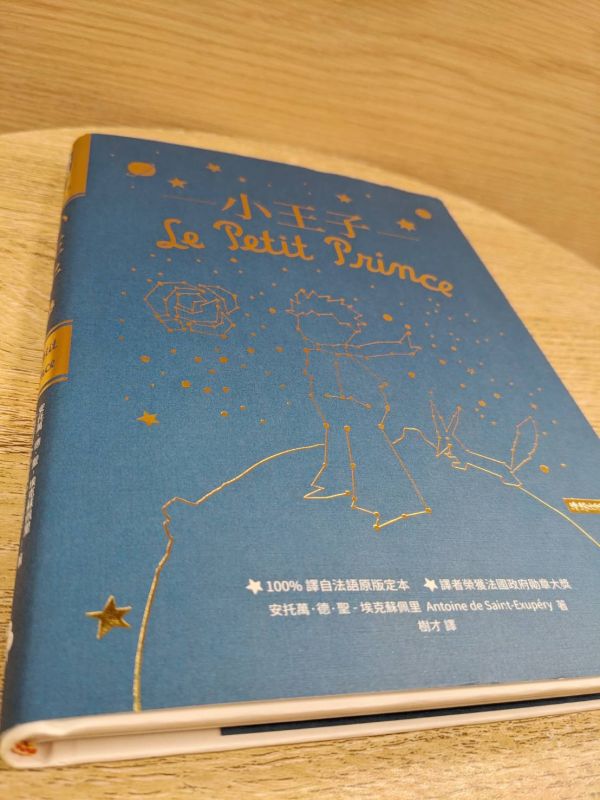 小王子
Le Petit Prince
100% 譯自法語原版定本 譯者榮獲法國政府勛章大獎
安托萬·德·聖-埃克蘇佩里 Antoine de Saint-Exupéry 著
樹才 譯